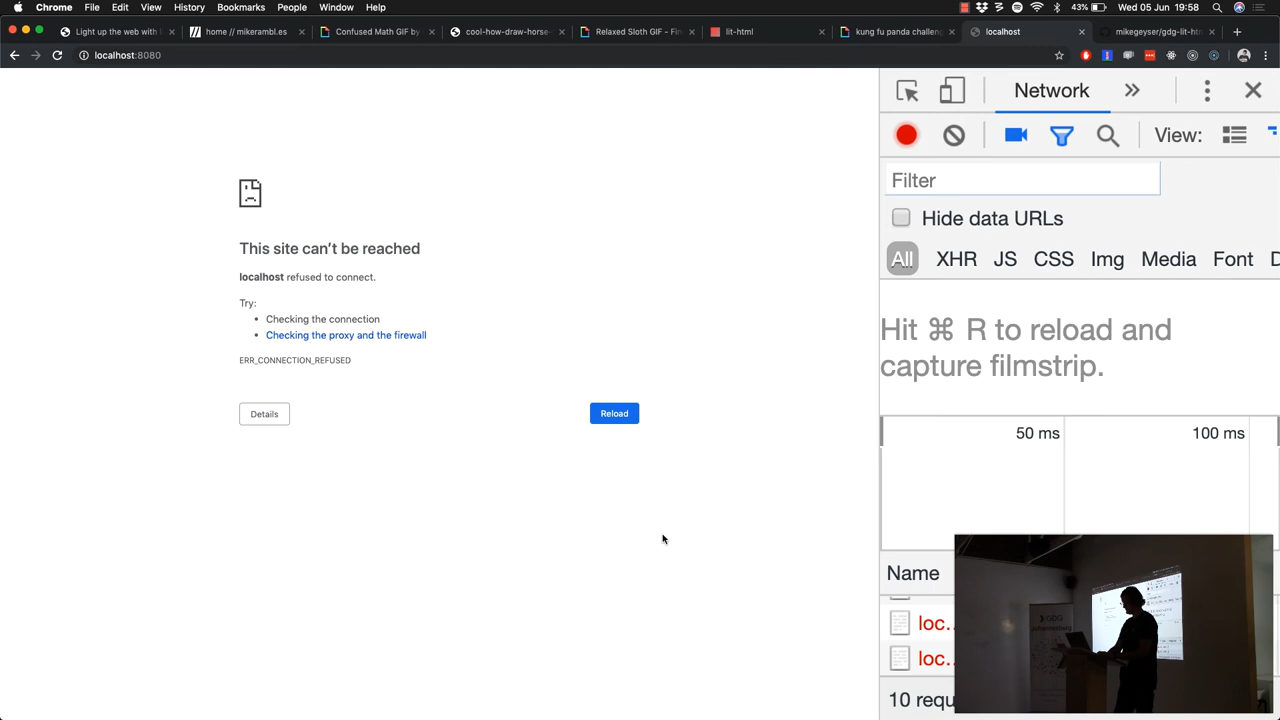 Chrome File Edit View History Bookmarks People Window Help 43% Wed 05 Jun 19:58
Light up the web with home // mikerambl.es Confused Math GIF by cool-how-draw-horse- Relaxed Sloth GIF - Fin lit-html kung fu panda challen localhost mikegeyser/gdg-lit-ht
localhost:8080
Network
View:
Filter
Hide data URLs
All XHR JS CSS Img Media Font D
This site can't be reached
localhost refused to connect.
Try:
• Checking the connection
• Checking the proxy and the firewall
ERR_CONNECTION_REFUSED
Details
Reload
Hit ⌘ R to reload and
capture filmstrip.
50 ms 100 ms
Name
loc...
loc...
10 requ
GDG